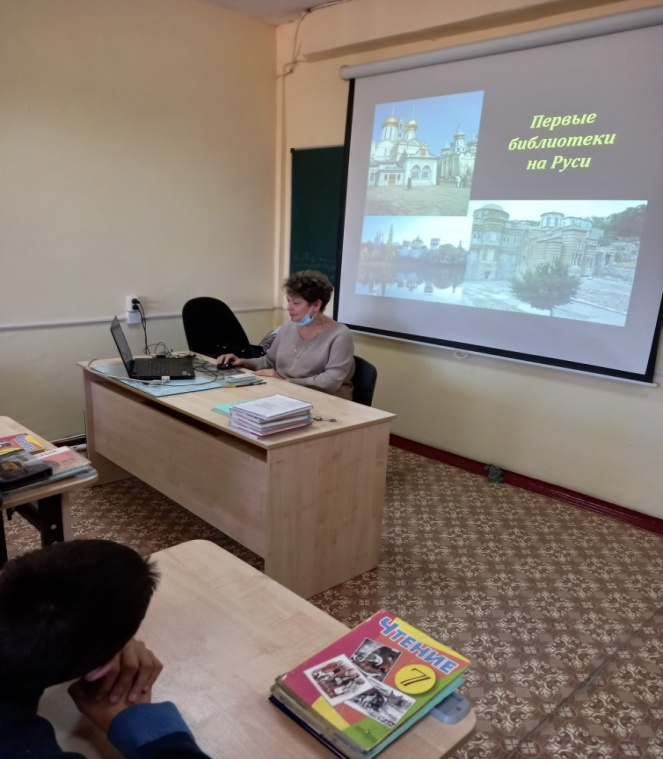 Первые
библиотеки
на Руси
Чтение
7